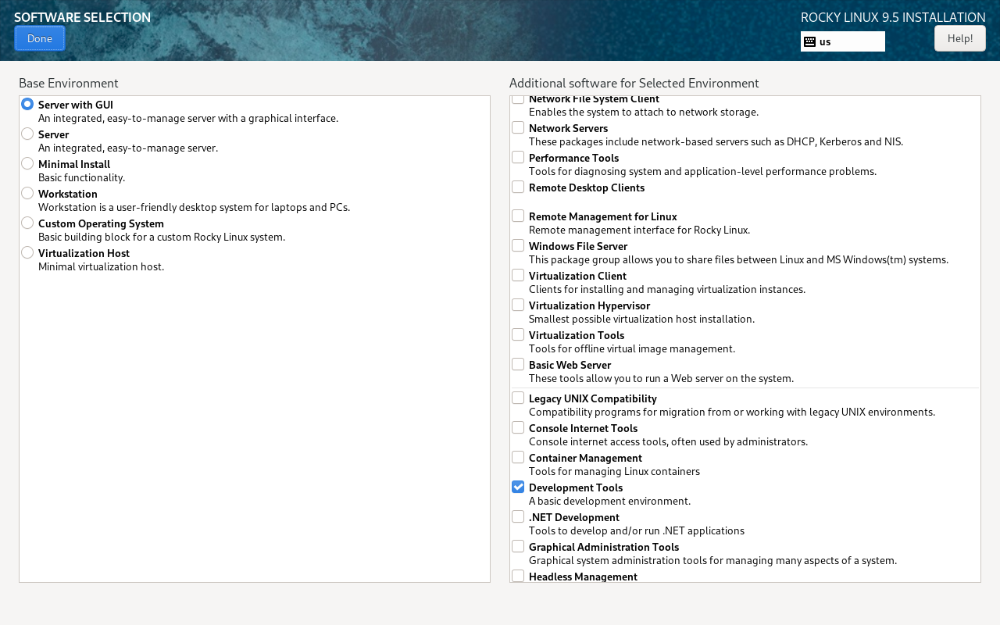 SOFTWARE SELECTION
Done
ROCKY LINUX 9.5 INSTALLATION
us
Help!
Base Environment
Server with GUI
An integrated, easy-to-manage server with a graphical interface.
Server
An integrated, easy-to-manage server.
Minimal Install
Basic functionality.
Workstation
Workstation is a user-friendly desktop system for laptops and PCs.
Custom Operating System
Basic building block for a custom Rocky Linux system.
Virtualization Host
Minimal virtualization host.
Additional software for Selected Environment
Network File System Client
Enables the system to attach to network storage.
Network Servers
These packages include network-based servers such as DHCP, Kerberos and NIS.
Performance Tools
Tools for diagnosing system and application-level performance problems.
Remote Desktop Clients
Remote Management for Linux
Remote management interface for Rocky Linux.
Windows File Server
This package group allows you to share files between Linux and MS Windows(tm) systems.
Virtualization Client
Clients for installing and managing virtualization instances.
Virtualization Hypervisor
Smallest possible virtualization host installation.
Virtualization Tools
Tools for offline virtual image management.
Basic Web Server
These tools allow you to run a Web server on the system.
Legacy UNIX Compatibility
Compatibility programs for migration from or working with legacy UNIX environments.
Console Internet Tools
Console internet access tools, often used by administrators.
Container Management
Tools for managing Linux containers
Development Tools
A basic development environment.
.NET Development
Tools to develop and/or run .NET applications
Graphical Administration Tools
Graphical system administration tools for managing many aspects of a system.
Headless Management